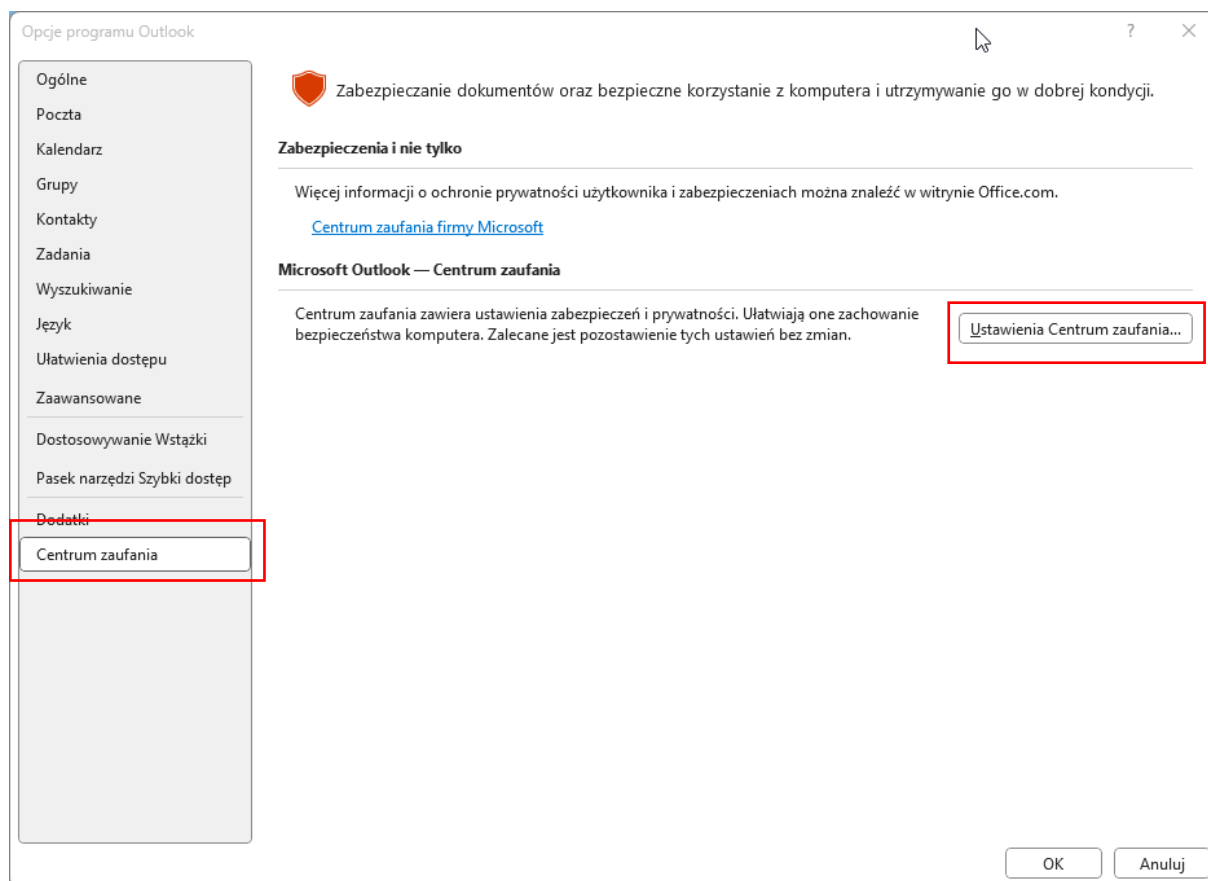 Opcje programu Outlook
?
Ogólne
Poczta
Kalendarz
Grupy
Kontakty
Zadania
Wyszukiwanie
Język
Ułatwienia dostępu
Zaawansowane
Dostosowywanie Wstążki
Pasek narzędzi Szybki dostęp
Dodatki
Centrum zaufania
Zabezpieczanie dokumentów oraz bezpieczne korzystanie z komputera i utrzymywanie go w dobrej kondycji.
Zabezpieczenia i nie tylko
Więcej informacji o ochronie prywatności użytkownika i zabezpieczeniach można znaleźć w witrynie Office.com.
Centrum zaufania firmy Microsoft
Microsoft Outlook — Centrum zaufania
Centrum zaufania zawiera ustawienia zabezpieczeń i prywatności. Ułatwiają one zachowanie
bezpieczeństwa komputera. Zalecane jest pozostawienie tych ustawień bez zmian.
Ustawienia Centrum zaufania...
OK
Anuluj